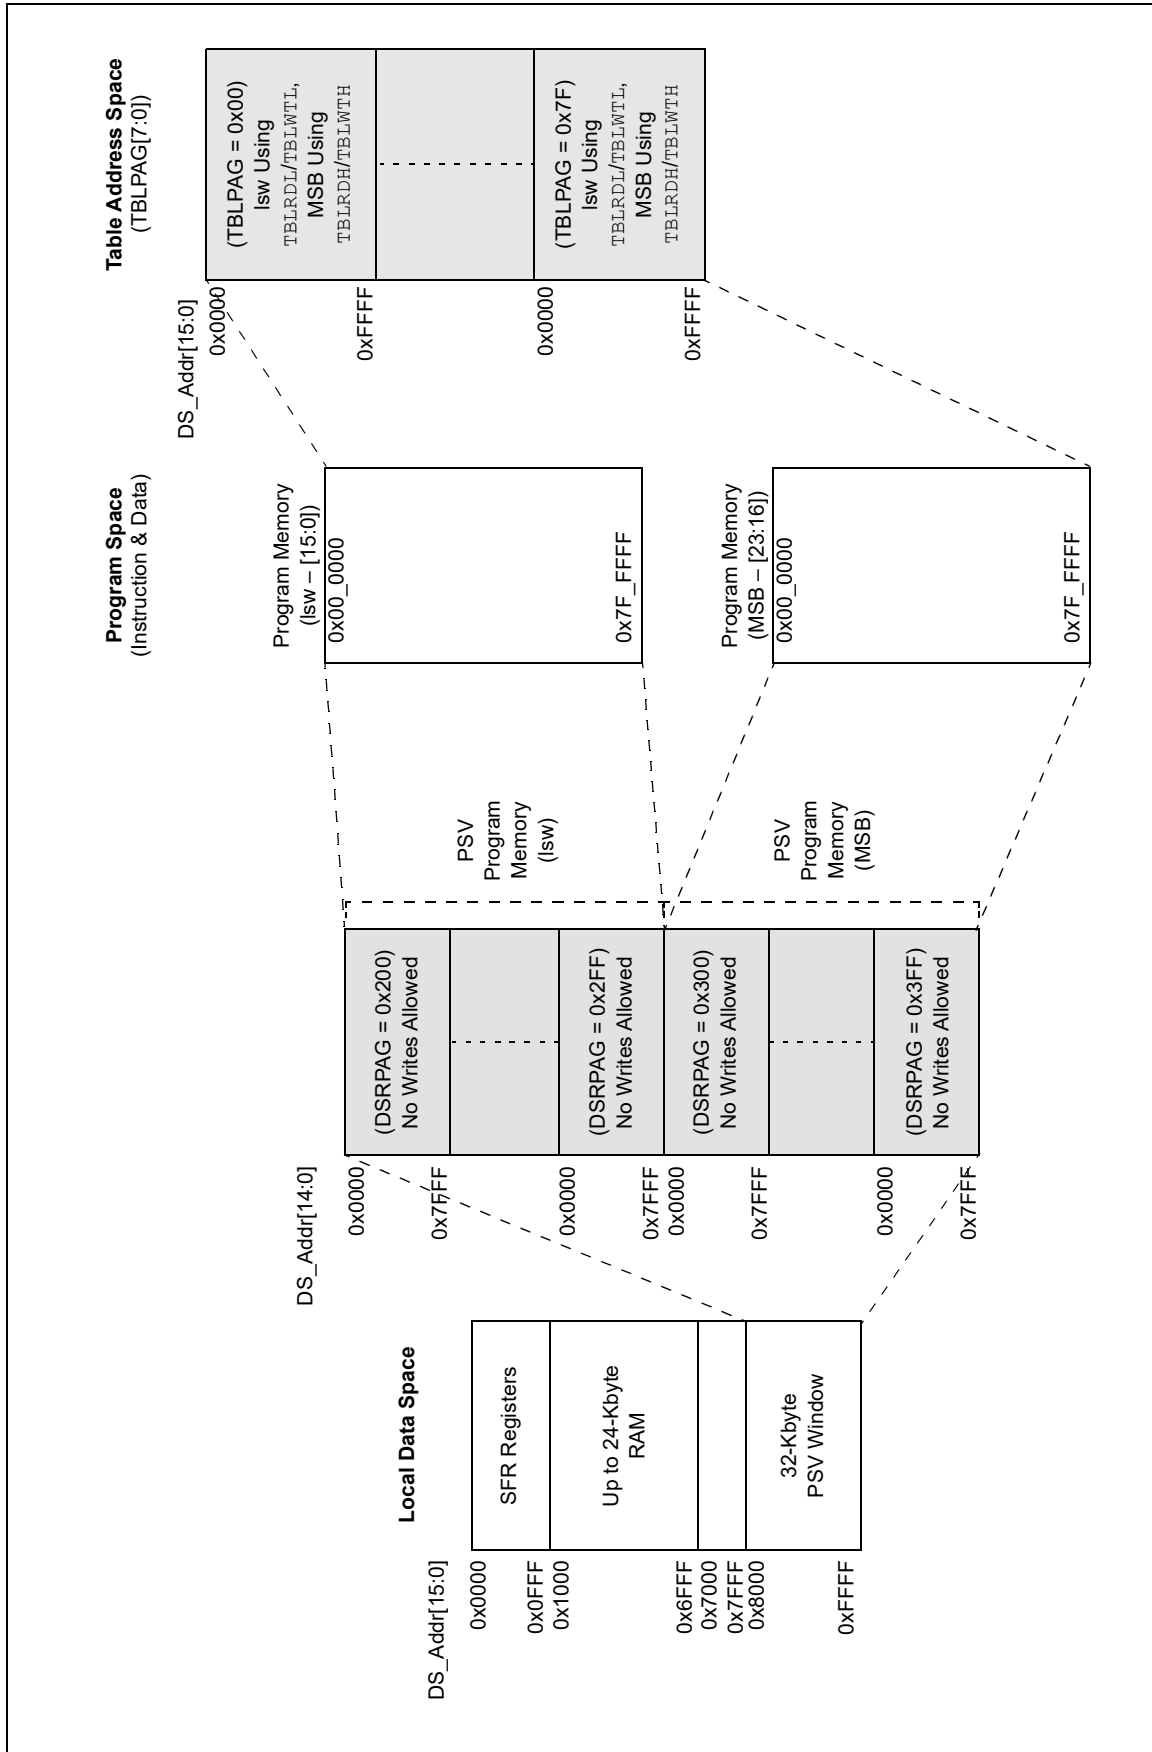 Local Data Space
DS_Addr[15:0]
0x0000
SFR Registers
0x0FFF
0x1000
Up to 24-Kbyte
RAM
0x6FFF
0x7000
0x7FFF
0x8000
32-Kbyte
PSV Window
0xFFFF
DS_Addr[14:0]
0x0000
(DSRPAG = 0x200)
No Writes Allowed
0x7FFF
0x0000
(DSRPAG = 0x2FF)
No Writes Allowed
0x7FFF
0x0000
(DSRPAG = 0x300)
No Writes Allowed
0x7FFF
0x0000
(DSRPAG = 0x3FF)
No Writes Allowed
0x7FFF
PSV
Program
Memory
(lsw)
PSV
Program
Memory
(MSB)
Program Space
(Instruction & Data)
Program Memory
(lsw – [15:0])
0x00_0000
0x7F_FFFF
Program Memory
(MSB – [23:16])
0x00_0000
0x7F_FFFF
Table Address Space
(TBLPAG[7:0])
DS_Addr[15:0]
0x0000
(TBLPAG = 0x00)
lsw Using
TBLRDL/TBLWTL,
MSB Using
TBLRDH/TBLWTH
0xFFFF
0x0000
(TBLPAG = 0x7F)
lsw Using
TBLRDL/TBLWTL,
MSB Using
TBLRDH/TBLWTH
0xFFFF